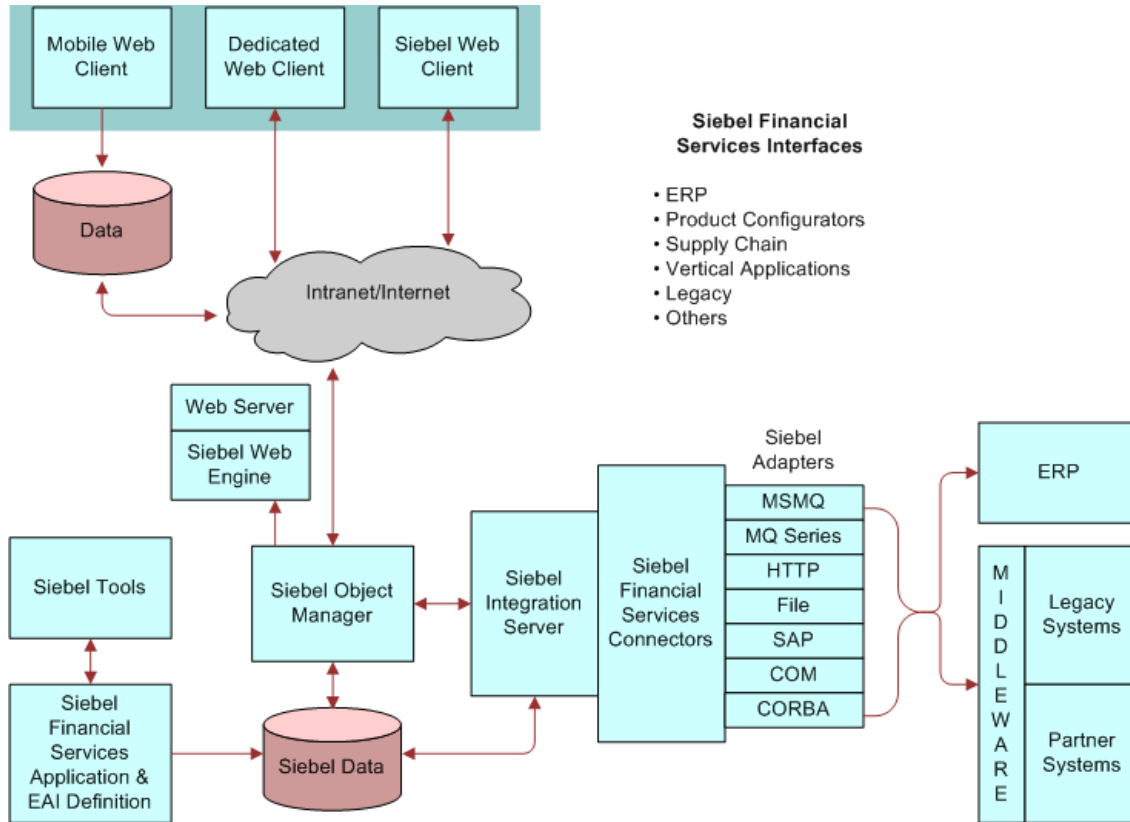 Mobile Web
Client
Dedicated
Web Client
Siebel Web
Client
Siebel Financial
Services Interfaces
• ERP
• Product Configurators
• Supply Chain
• Vertical Applications
• Legacy
• Others
Data
Intranet/Internet
Web Server
Siebel Web
Engine
Siebel Tools
Siebel Object
Manager
Siebel
Integration
Server
Siebel
Financial
Services
Connectors
Siebel
Adapters
MSMQ
MQ Series
HTTP
File
SAP
COM
CORBA
ERP
MIDDLEWARE
Legacy
Systems
Partner
Systems
Siebel
Financial
Services
Application &
EAI Definition
Siebel Data